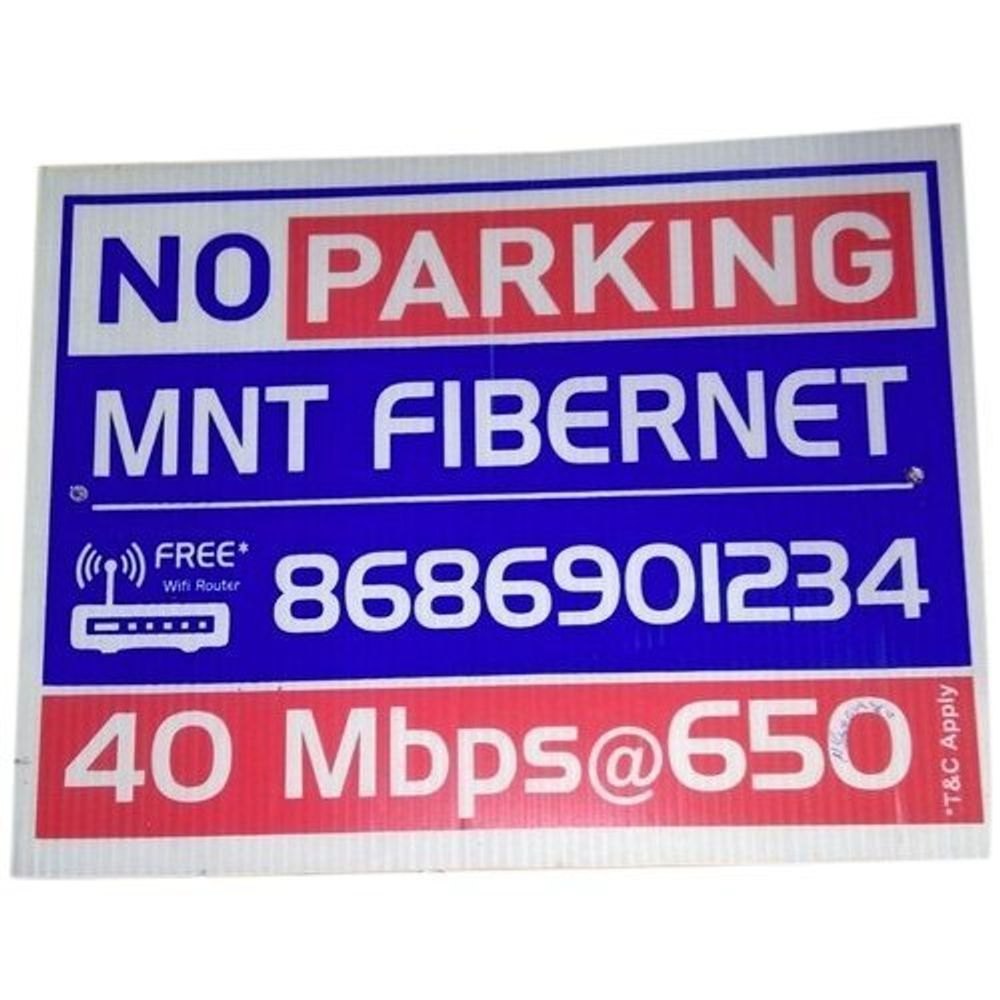 NO PARKING
MNT FIBERNET
FREE*
Wifi Router
8686901234
40 Mbps@650
*T&C Apply